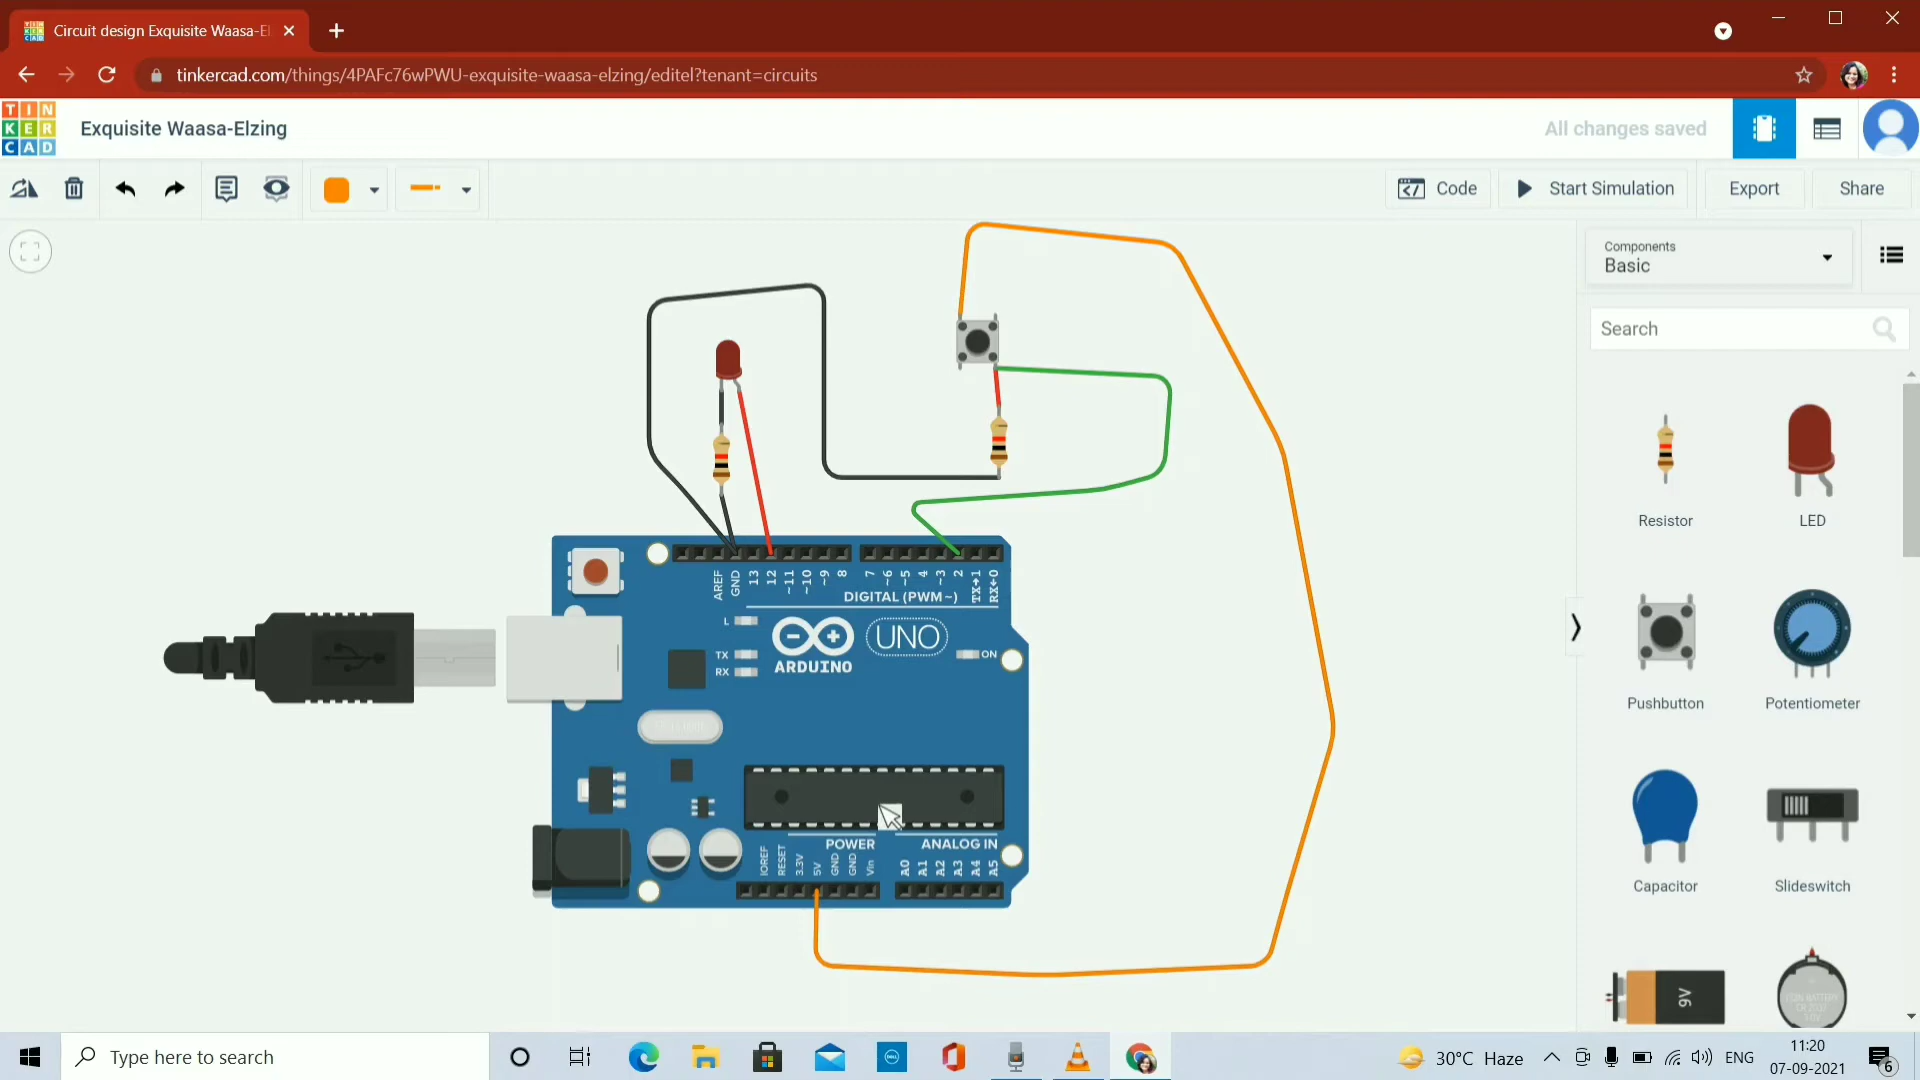 Circuit design Exquisite Waasa-El
tinkercad.com/things/4PAFc76wPWU-exquisite-waasa-elzing/editel?tenant=circuits
TIN
KER
CAD
Exquisite Waasa-Elzing
All changes saved
Code
Start Simulation
Export
Share
Components
Basic
Search
Resistor
LED
Pushbutton
Potentiometer
Capacitor
Slideswitch
9V
AREF
GND
13
12
~11
~10
~9
8
7
~6
~5
4
~3
2
TX→1
RX←0
DIGITAL (PWM~)
L
TX
RX
ARDUINO
UNO
ON
POWER
ANALOG IN
IOREF
RESET
3.3V
5V
GND
GND
Vin
A0
A1
A2
A3
A4
A5
Type here to search
30°C Haze
ENG
11:20
07-09-2021
6